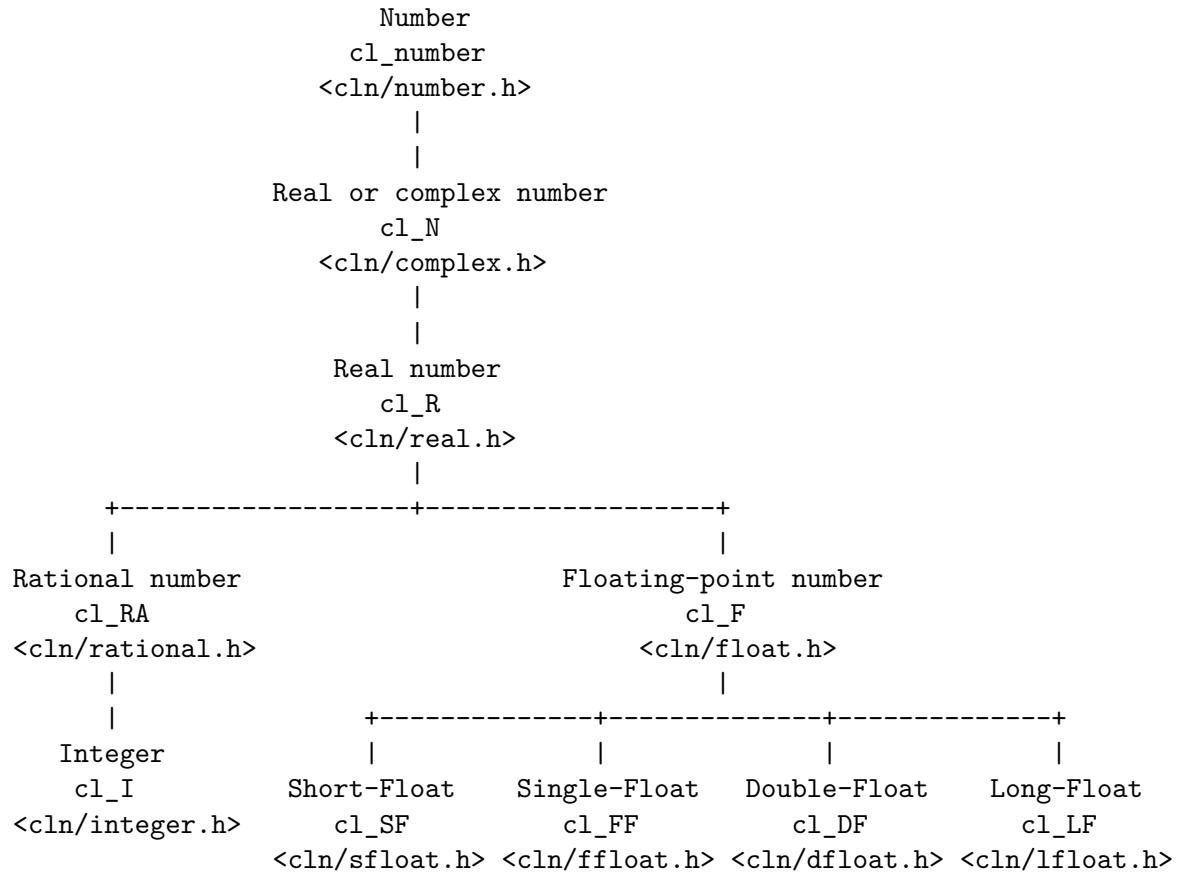 Number
cl_number
<cln/number.h>
|
|
Real or complex number
cl_N
<cln/complex.h>
|
|
Real number
cl_R
<cln/real.h>
|
+-------------------+-------------------+
| |
Rational number Floating-point number
cl_RA cl_F
<cln/rational.h> <cln/float.h>
| |
| +--------------+--------------+--------------+
Integer | | | |
cl_I Short-Float Single-Float Double-Float Long-Float
<cln/integer.h> cl_SF cl_FF cl_DF cl_LF
<cln/sfloat.h> <cln/ffloat.h> <cln/dfloat.h> <cln/lfloat.h>